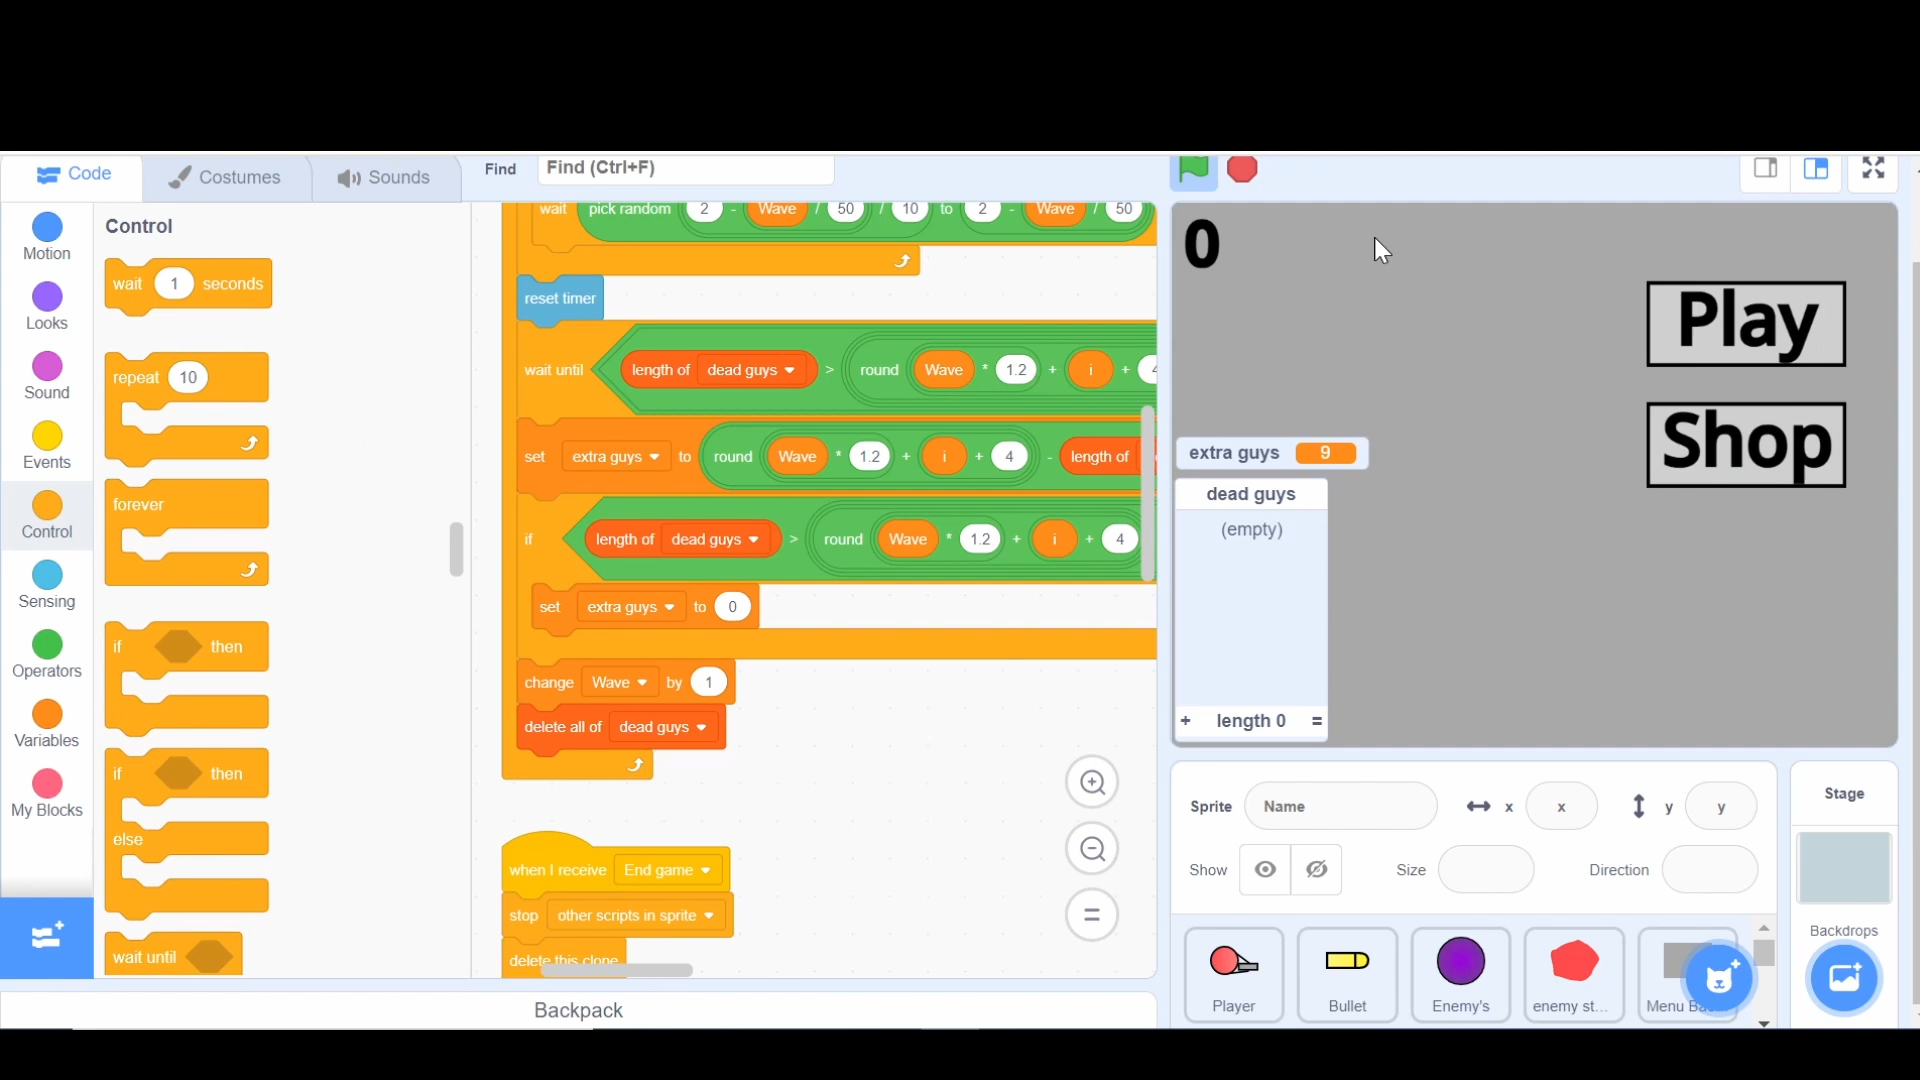 Code
Costumes
Sounds
Find
Find (Ctrl+F)
Motion
Looks
Sound
Events
Control
Sensing
Operators
Variables
My Blocks
Control
wait 1 seconds
repeat 10
forever
if then
if then
else
wait until
wait pick random 2 - Wave / 50 / 10 to 2 - Wave / 50
reset timer
wait until length of dead guys > round Wave * 1.2 + i +
set extra guys to round Wave * 1.2 + i + 4 - length of
if length of dead guys > round Wave * 1.2 + i + 4
set extra guys to 0
change Wave by 1
delete all of dead guys
when I receive End game
stop other scripts in sprite
delete this clone
Backpack
0
Play
Shop
extra guys 9
dead guys
(empty)
+ length 0 =
Sprite Name x x y y
Show Size Direction
Player
Bullet
Enemy's
enemy st...
Menu Ba
Stage
Backdrops